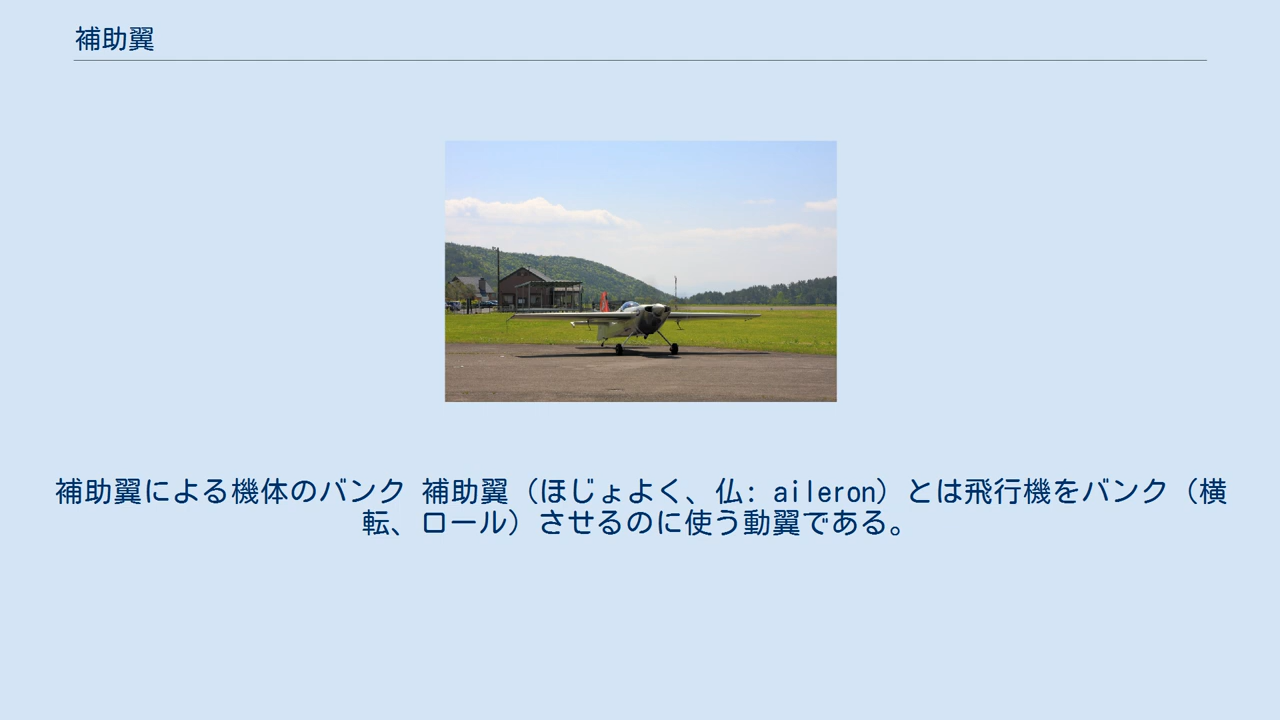 補助翼
補助翼による機体のバンク 補助翼（ほじょよく、仏: aileron）とは飛行機をバンク（横
転、ロール）させるのに使う動翼である。